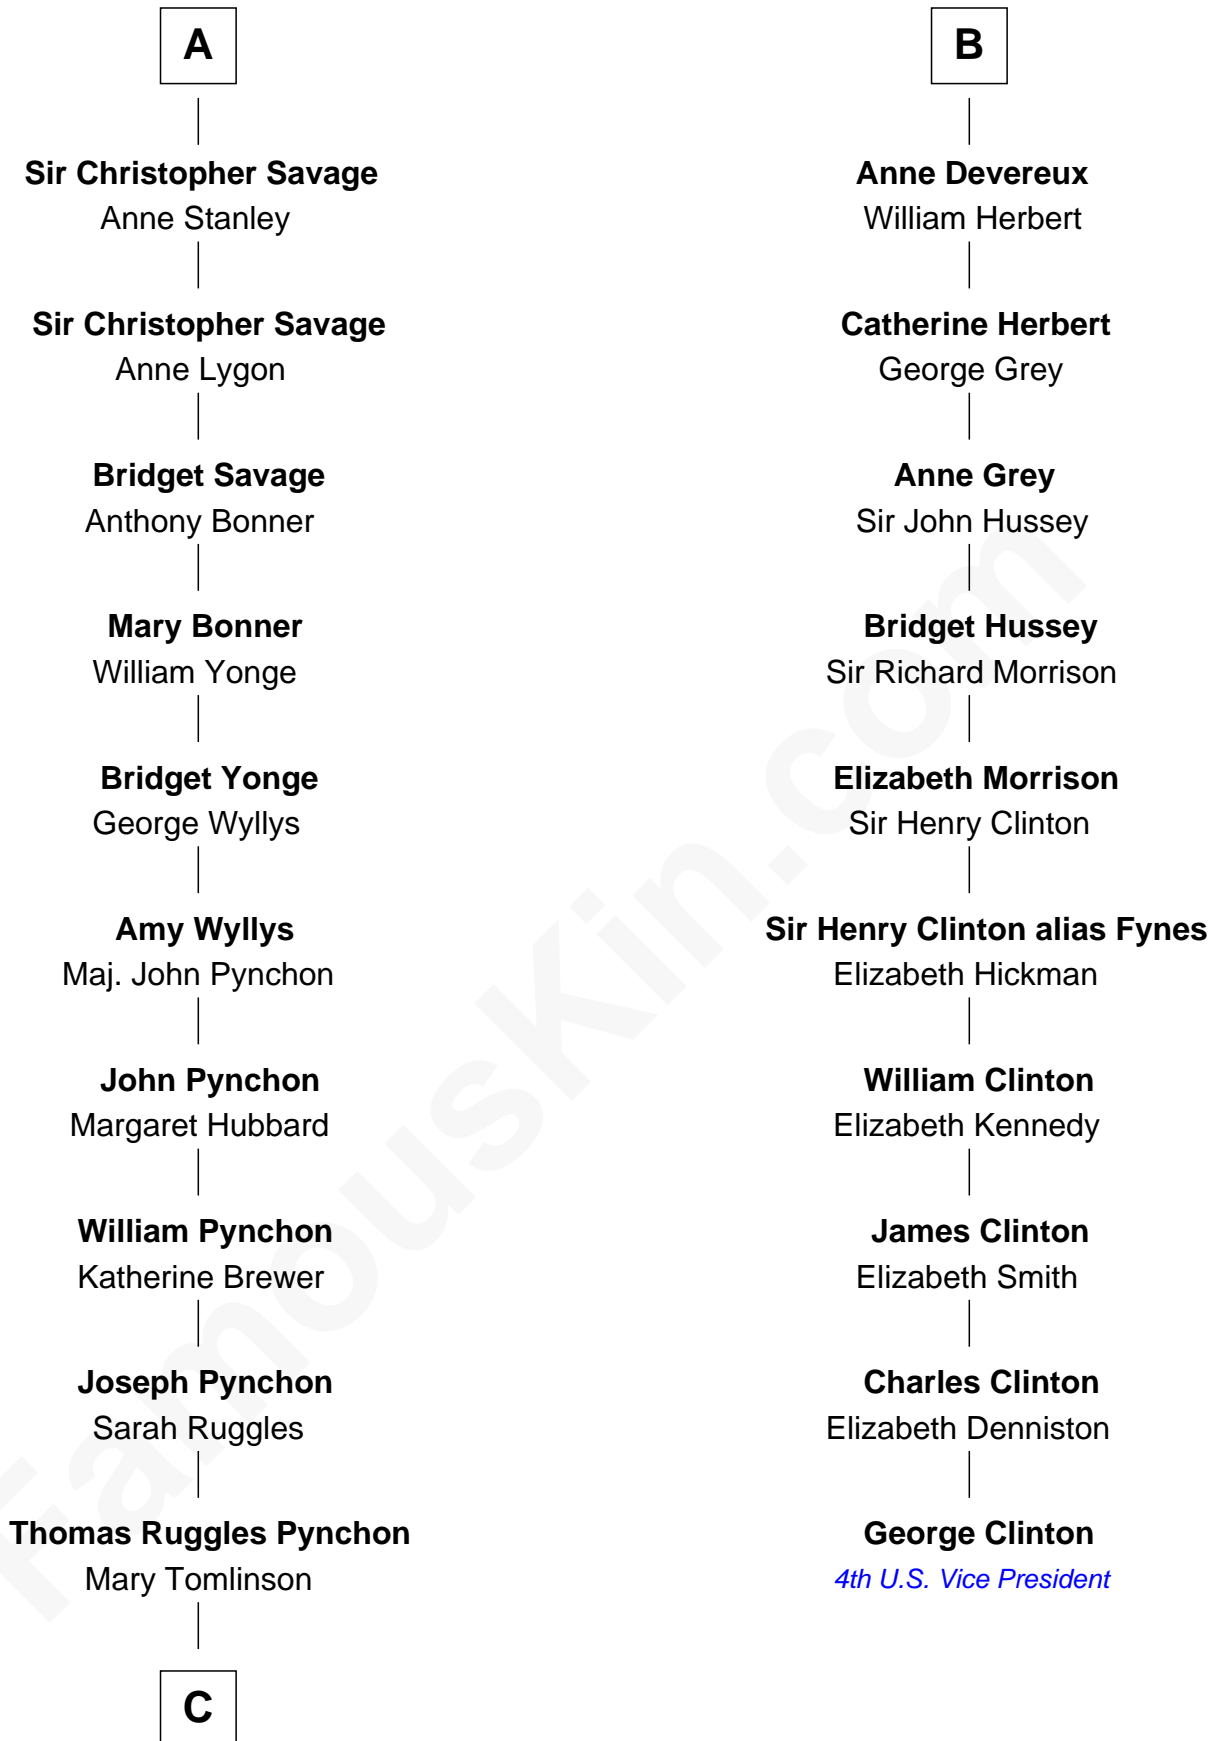 A
Sir Christopher Savage
Anne Stanley
Sir Christopher Savage
Anne Lygon
Bridget Savage
Anthony Bonner
Mary Bonner
William Yonge
Bridget Yonge
George Wyllys
Amy Wyllys
Maj. John Pynchon
John Pynchon
Margaret Hubbard
William Pynchon
Katherine Brewer
Joseph Pynchon
Sarah Ruggles
Thomas Ruggles Pynchon
Mary Tomlinson
C
B
Anne Devereux
William Herbert
Catherine Herbert
George Grey
Anne Grey
Sir John Hussey
Bridget Hussey
Sir Richard Morrison
Elizabeth Morrison
Sir Henry Clinton
Sir Henry Clinton alias Fynes
Elizabeth Hickman
William Clinton
Elizabeth Kennedy
James Clinton
Elizabeth Smith
Charles Clinton
Elizabeth Denniston
George Clinton
4th U.S. Vice President
FamousKin.com